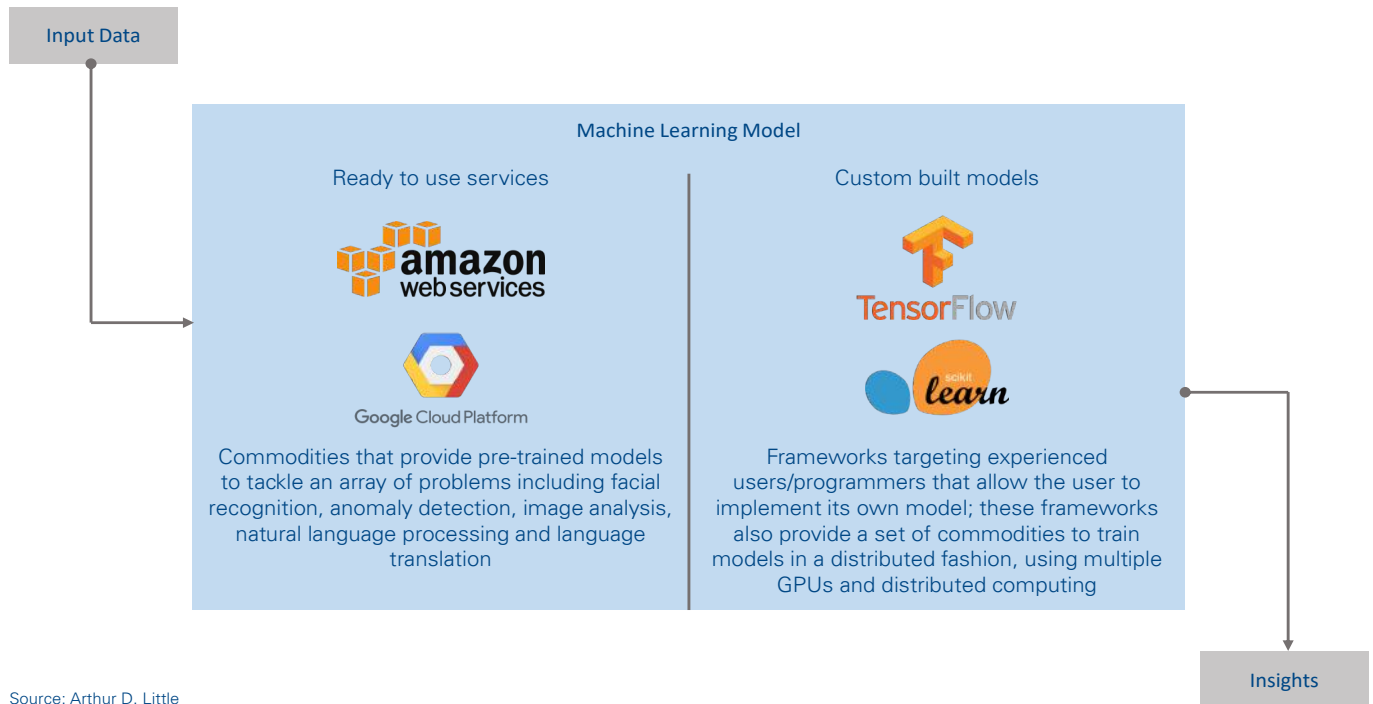 Input Data
Machine Learning Model
Ready to use services
amazon
web services
Google Cloud Platform
Commodities that provide pre-trained models
to tackle an array of problems including facial
recognition, anomaly detection, image analysis,
natural language processing and language
translation
Custom built models
TensorFlow
scikit
learn
Frameworks targeting experienced
users/programmers that allow the user to
implement its own model; these frameworks
also provide a set of commodities to train
models in a distributed fashion, using multiple
GPUs and distributed computing
Insights
Source: Arthur D. Little